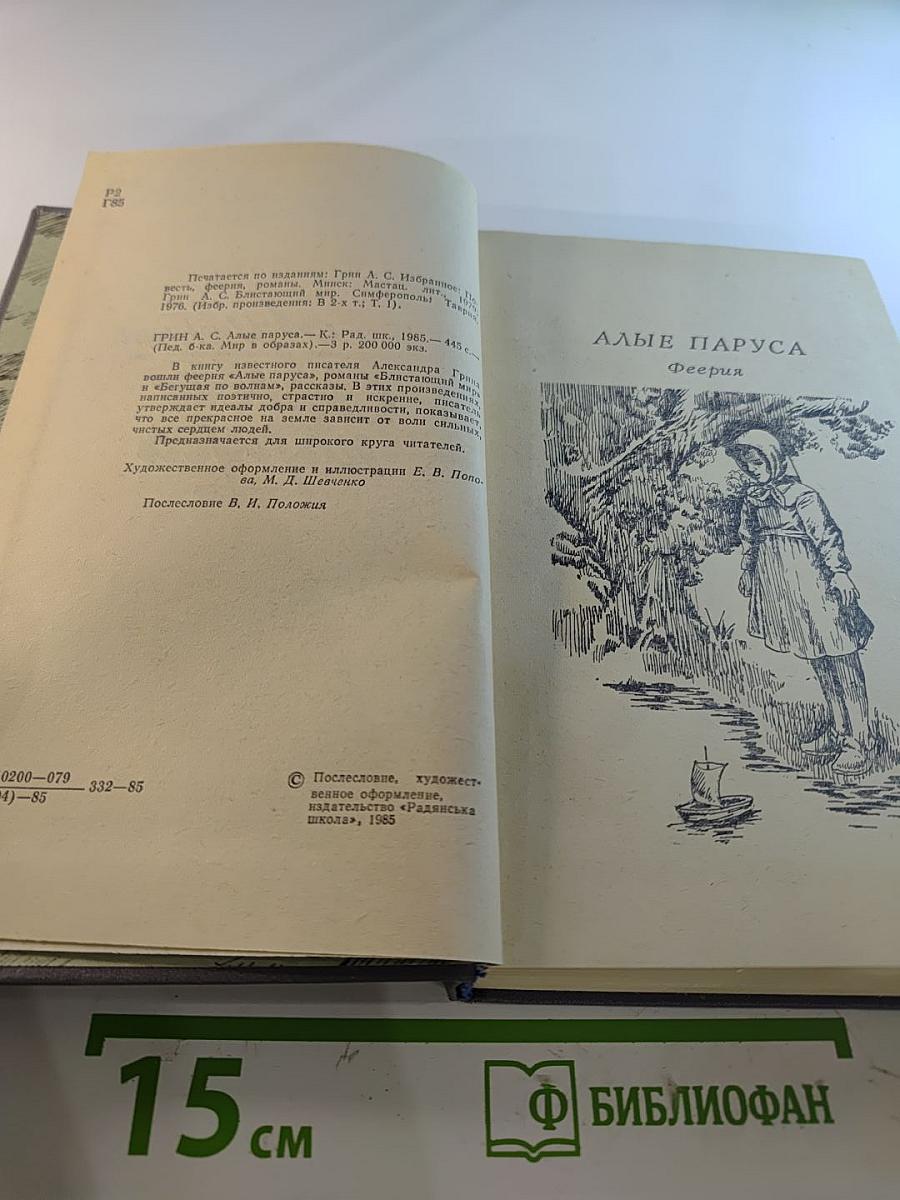 Р2
Г85
Печатается по изданиям: Грин А. С. Избранное: По-
весть, феерия, романы. Минск: Мастац. лит., 1979.
Грин А. С. Блистающий мир. Симферополь: Таврия,
1976. (Избр. произведения: В 2-х т.; Т. 1).
ГРИН А. С. Алые паруса.— К.: Рад. шк., 1985.— 445 с.—
(Пед. б-ка. Мир в образах).—3 р. 200 000 экз.
В книгу известного писателя Александра Грина
вошли феерия «Алые паруса», романы «Блистающий мир»
и «Бегущая по волнам», рассказы. В этих произведениях,
написанных поэтично, страстно и искренне, писатель
утверждает идеалы добра и справедливости, показывает,
что все прекрасное на земле зависит от воли сильных,
чистых сердцем людей.
Предназначается для широкого круга читателей.
Художественное оформление и иллюстрации Е. В. Попо-
ва, М. Д. Шевченко
Послесловие В. И. Положия
0200—079
4)—85
332—85
© Послесловие, художест-
венное оформление,
издательство «Радянська
школа», 1985
АЛЫЕ ПАРУСА
Феерия
15 см
Ф БИБЛИОФАН